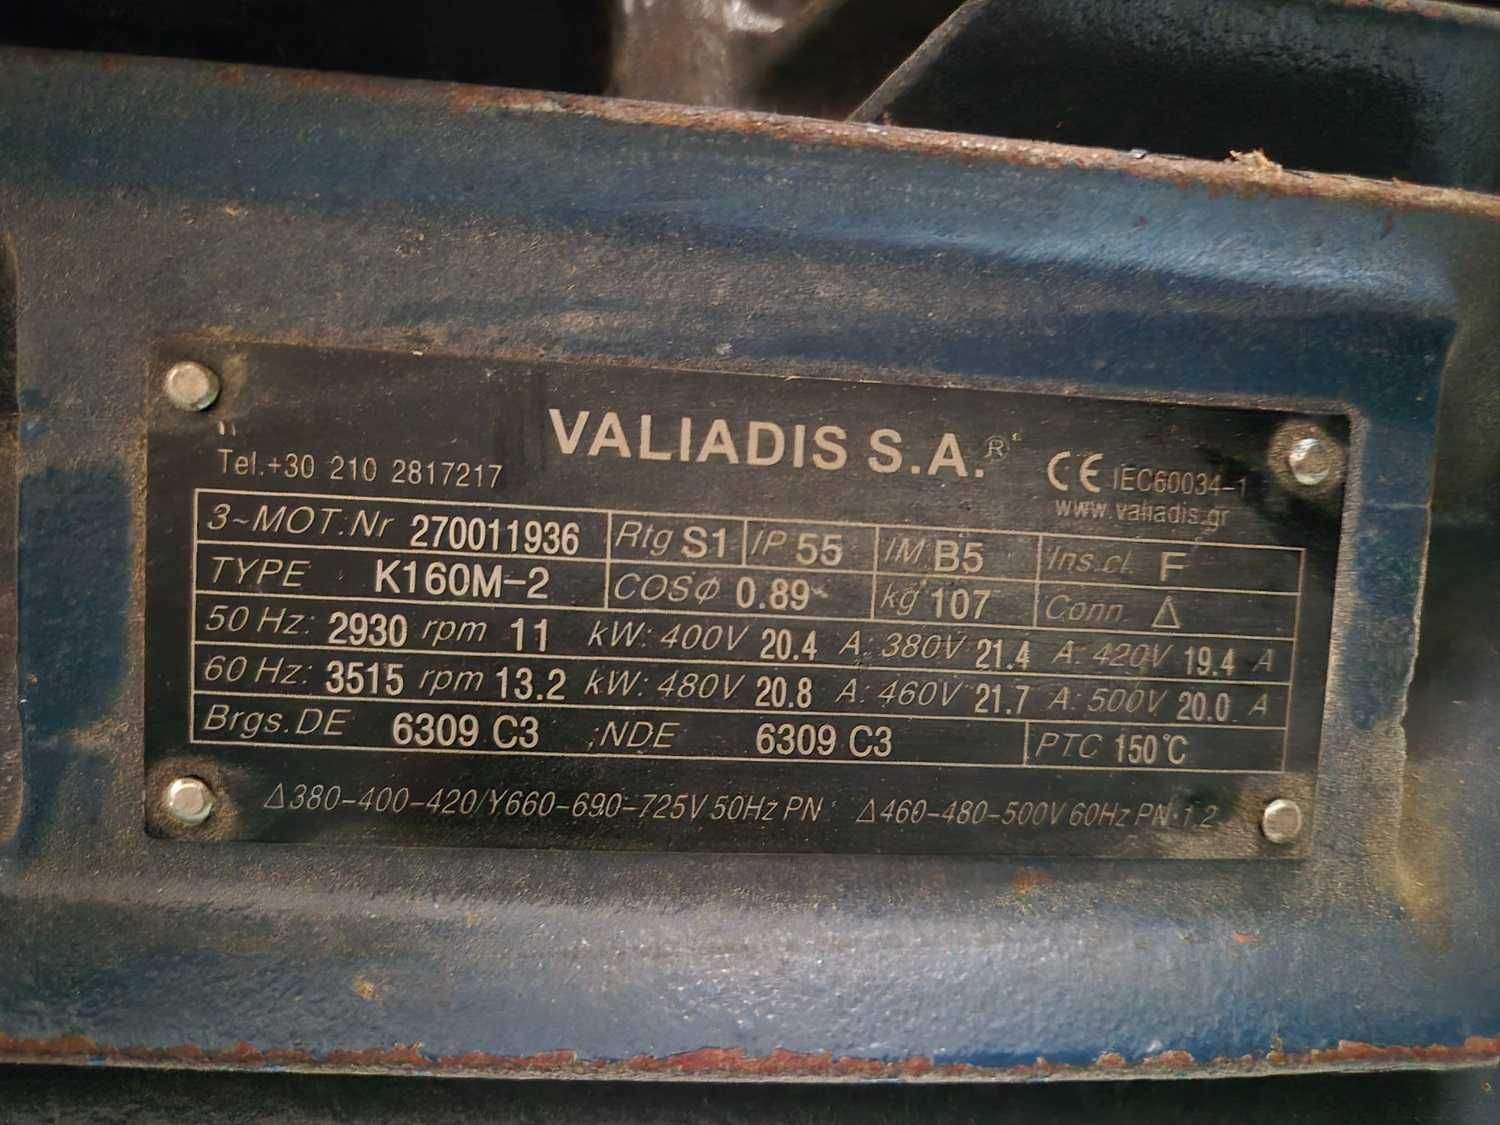 VALIADIS S.A.®
Tel.+30 210 2817217
CE IEC60034-1
www.valiadis.gr
3~MOT.Nr 270011936 Rtg S1 IP 55 IM B5 Ins.cl. F
TYPE K160M-2 COSΦ 0.89 kg 107 Conn. Δ
50 Hz: 2930 rpm 11 kW: 400V 20.4 A: 380V 21.4 A: 420V 19.4 A
60 Hz: 3515 rpm 13.2 kW: 480V 20.8 A: 460V 21.7 A: 500V 20.0 A
Brgs.DE 6309 C3 ;NDE 6309 C3 PTC 150°C
Δ380-400-420/Y660-690-725V 50Hz PN Δ460-480-500V 60Hz PN·1.2